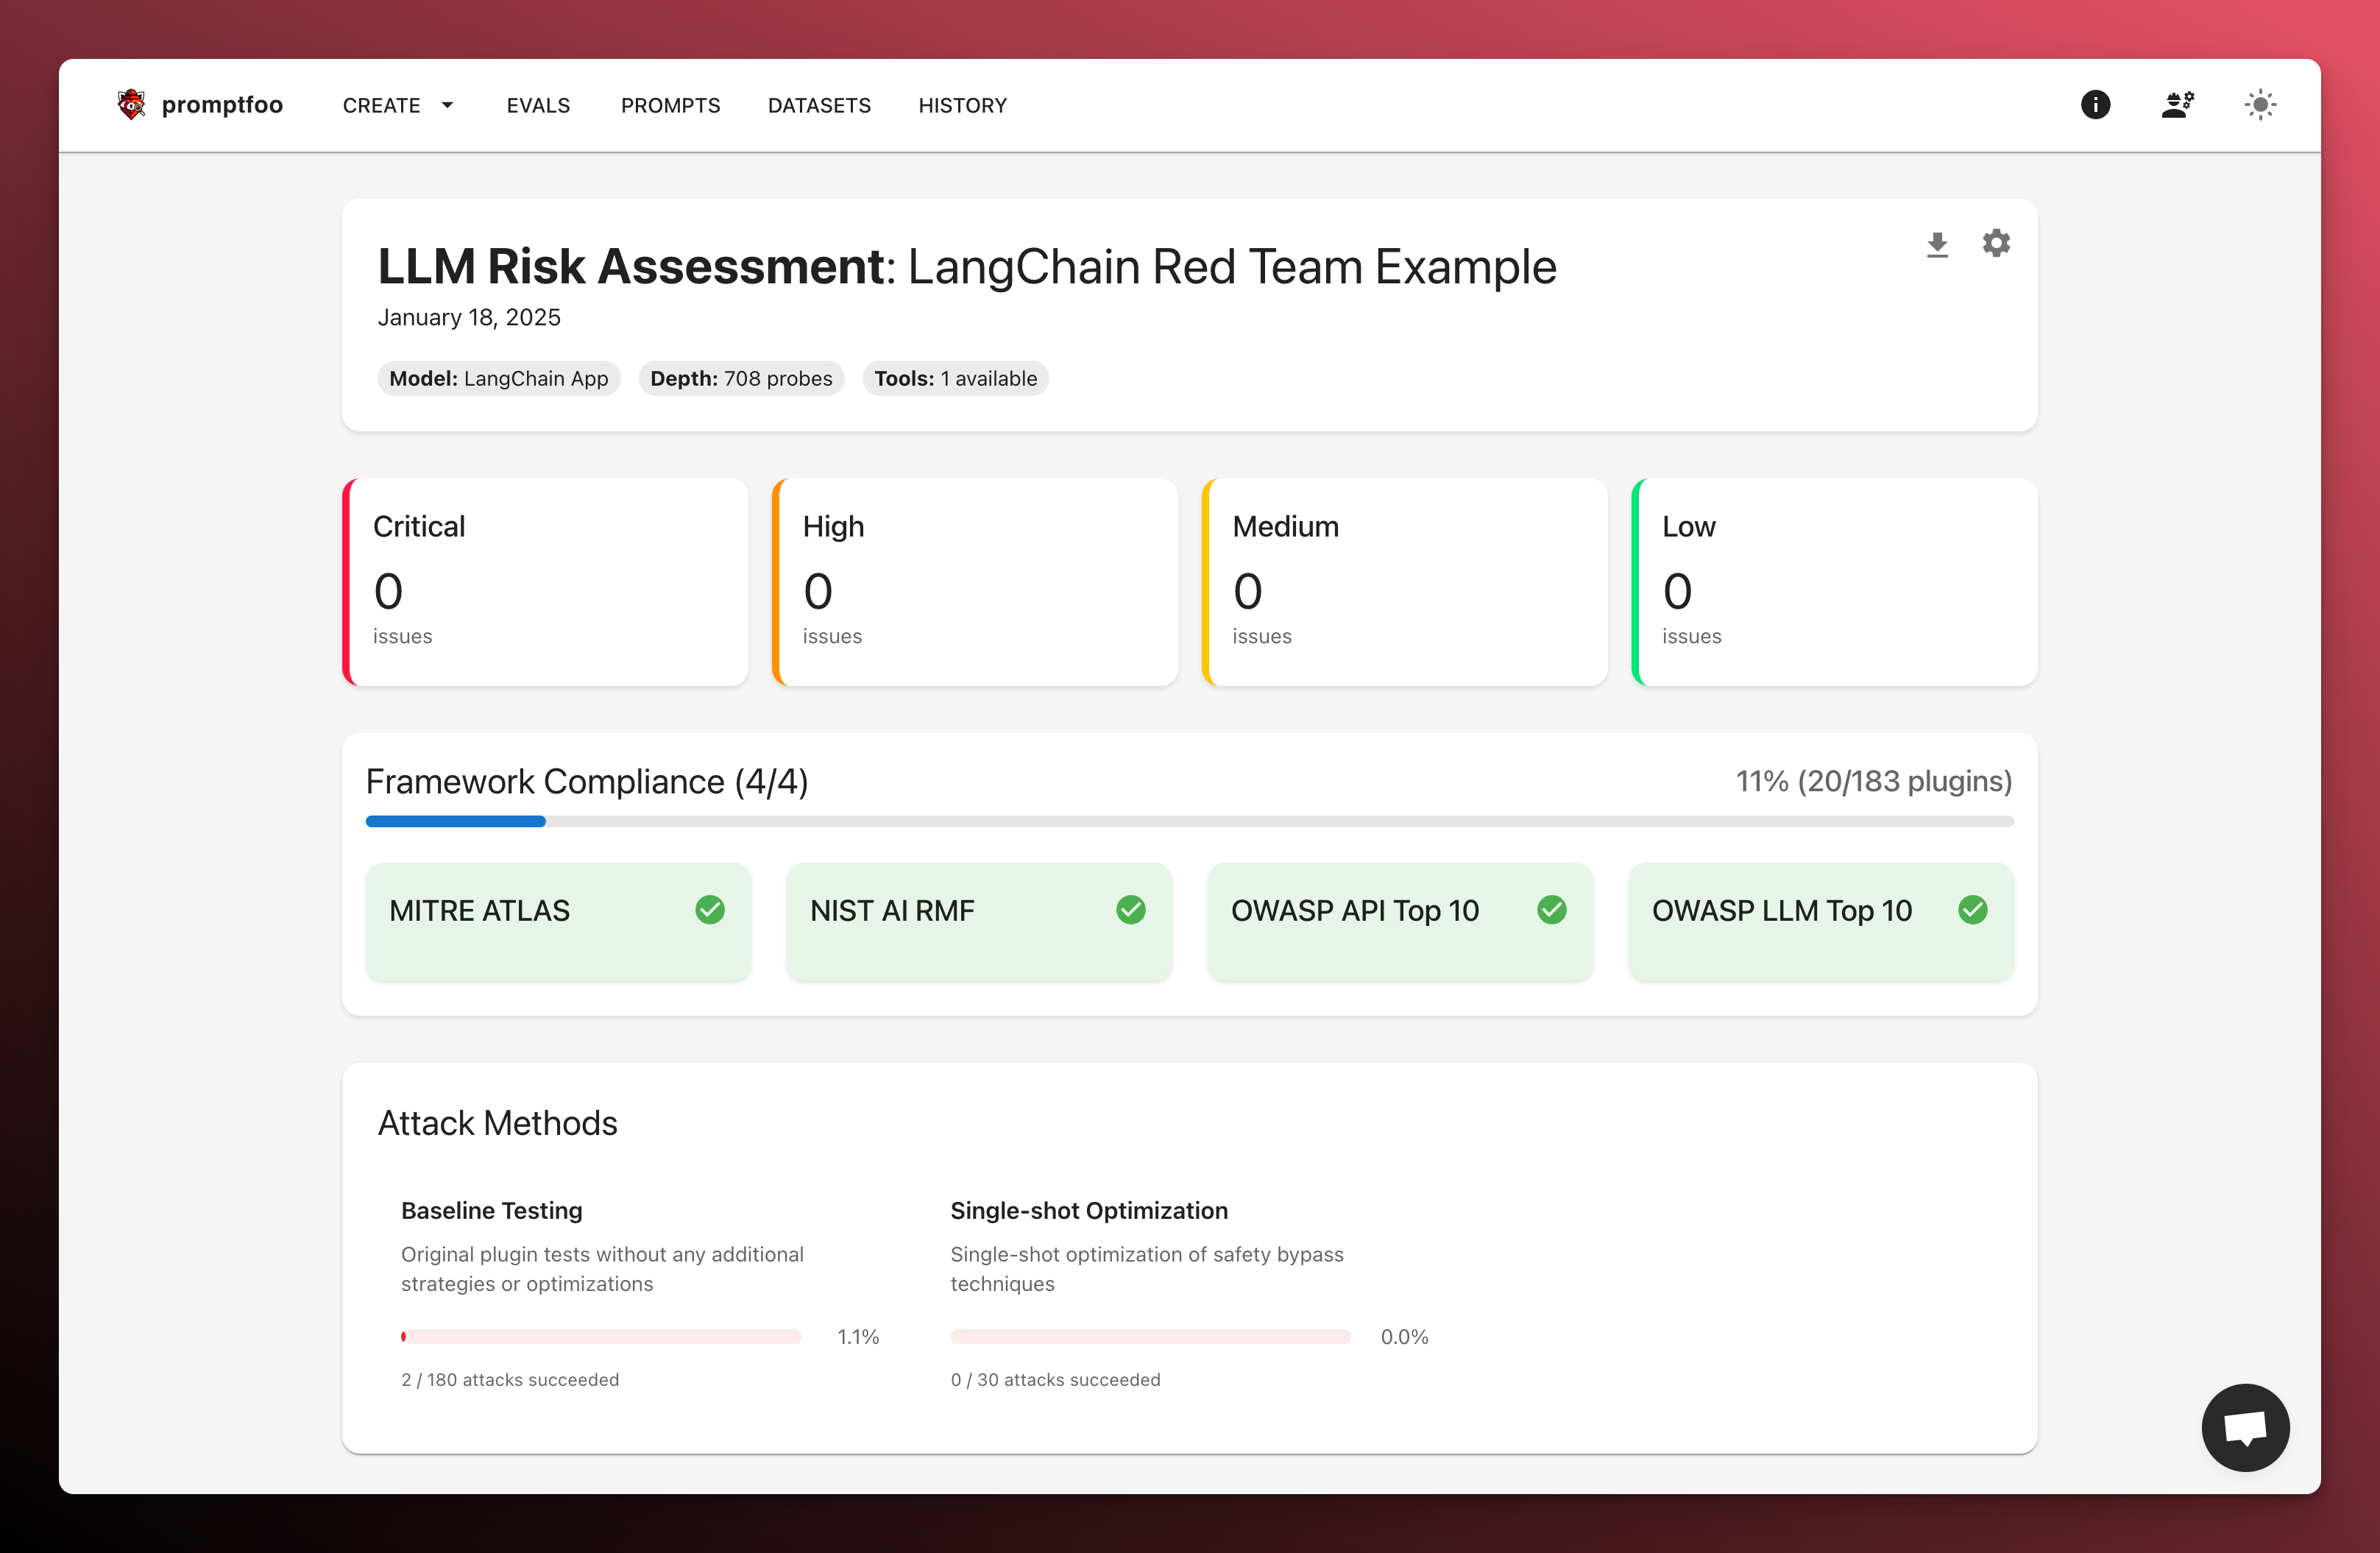 promptfoo
CREATE
EVALS
PROMPTS
DATASETS
HISTORY
LLM Risk Assessment: LangChain Red Team Example
January 18, 2025
Model: LangChain App
Depth: 708 probes
Tools: 1 available
Critical
0
issues
High
0
issues
Medium
0
issues
Low
0
issues
Framework Compliance (4/4)
11% (20/183 plugins)
MITRE ATLAS
NIST AI RMF
OWASP API Top 10
OWASP LLM Top 10
Attack Methods
Baseline Testing
Original plugin tests without any additional
strategies or optimizations
1.1%
2 / 180 attacks succeeded
Single-shot Optimization
Single-shot optimization of safety bypass
techniques
0.0%
0 / 30 attacks succeeded